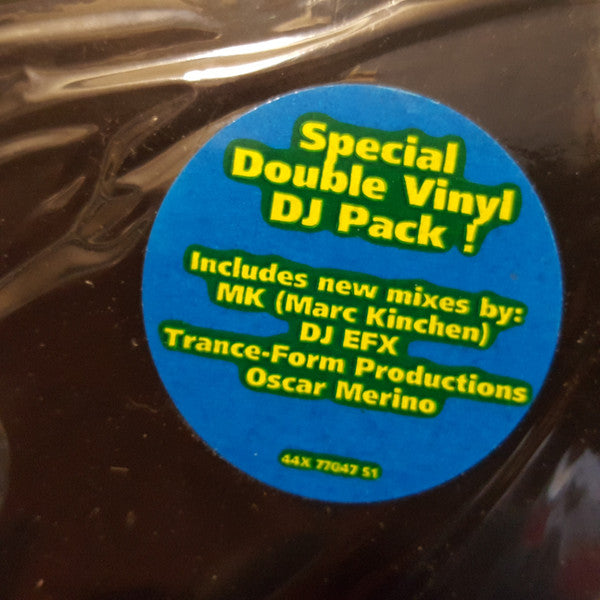 Special
Double Vinyl
DJ Pack !
Includes new mixes by:
MK (Marc Kinchen)
DJ EFX
Trance-Form Productions
Oscar Merino
44X 77047 S1